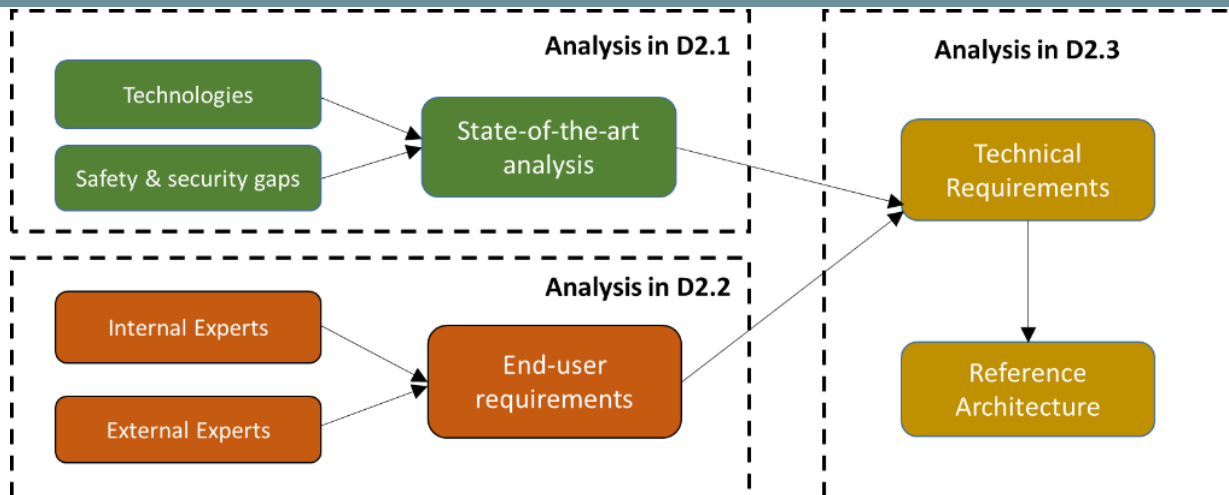 Analysis in D2.1
Technologies
Safety & security gaps
State-of-the-art
analysis
Analysis in D2.2
Internal Experts
External Experts
End-user
requirements
Analysis in D2.3
Technical
Requirements
Reference
Architecture